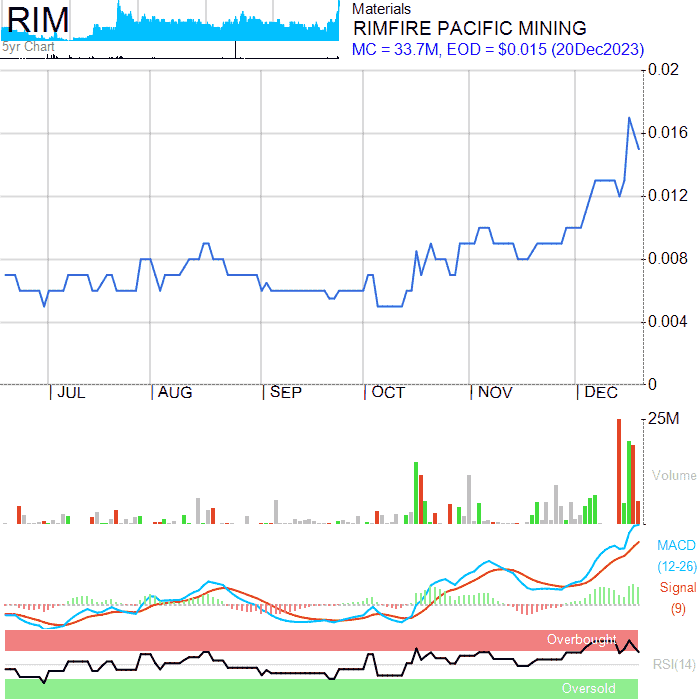 RIM
5yr Chart
Materials
RIMFIRE PACIFIC MINING
MC = 33.7M, EOD = $0.015 (20Dec2023)
0.02
0.016
0.012
0.008
0.004
0
JUL AUG SEP OCT NOV DEC
25M
Volume
MACD
(12-26)
Signal
(9)
Overbought
RSI(14)
Oversold